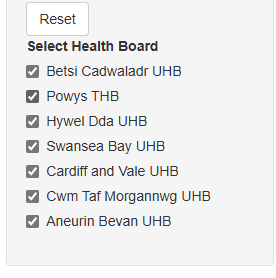 Reset
Select Health Board
Betsi Cadwaladr UHB
Powys THB
Hywel Dda UHB
Swansea Bay UHB
Cardiff and Vale UHB
Cwm Taf Morgannwg UHB
Aneurin Bevan UHB